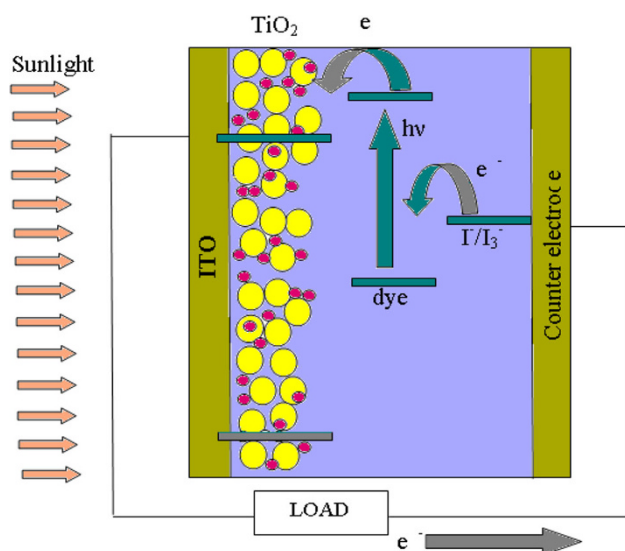 TiO₂
e
Sunlight
hν
e⁻
ITO
I⁻/I₃⁻
dye
Counter electrode
LOAD
e⁻